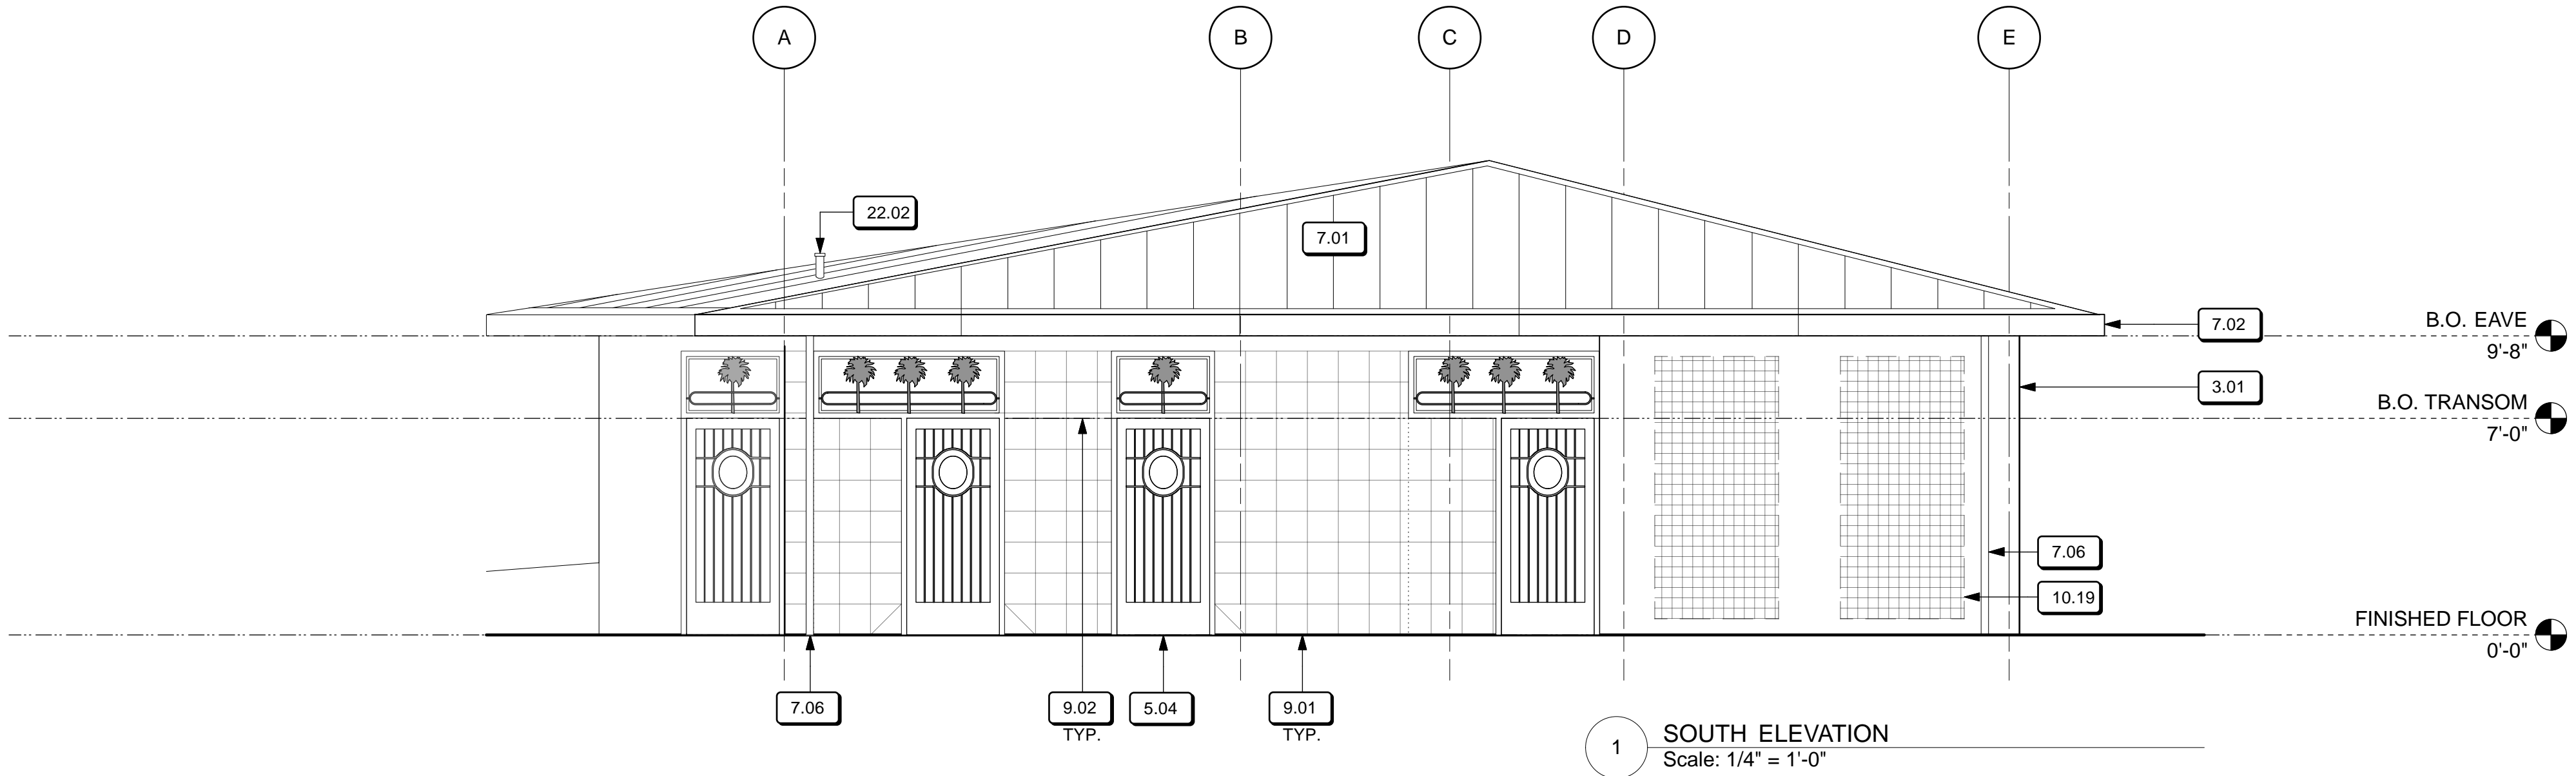 A
B
C
D
E
22.02
7.01
7.02
B.O. EAVE
9'-8"
3.01
B.O. TRANSOM
7'-0"
7.06
10.19
FINISHED FLOOR
0'-0"
7.06
9.02
TYP.
5.04
9.01
TYP.
1
SOUTH ELEVATION
Scale: 1/4" = 1'-0"